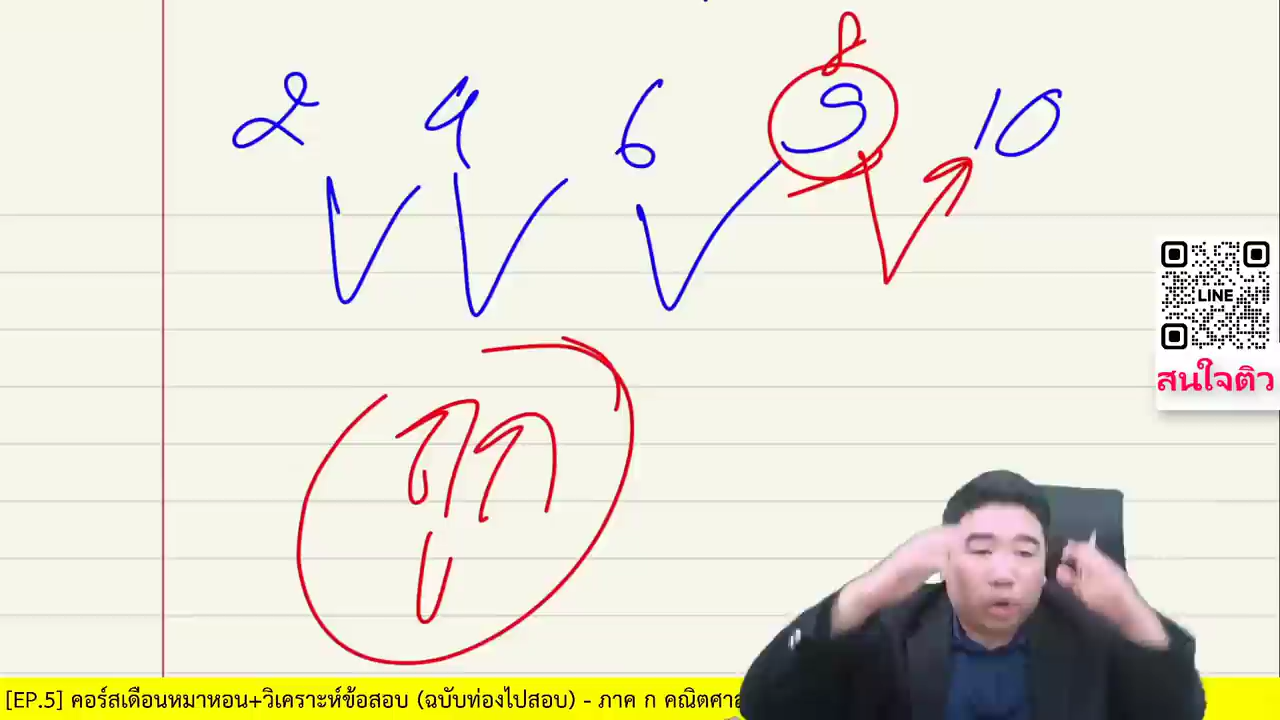 8
2 4 6 9 10
ถูก
LINE
สนใจติว
[EP.5] คอร์สเดือนหมาหอน+วิเคราะห์ข้อสอบ (ฉบับท่องไปสอบ) - ภาค ก คณิตศา